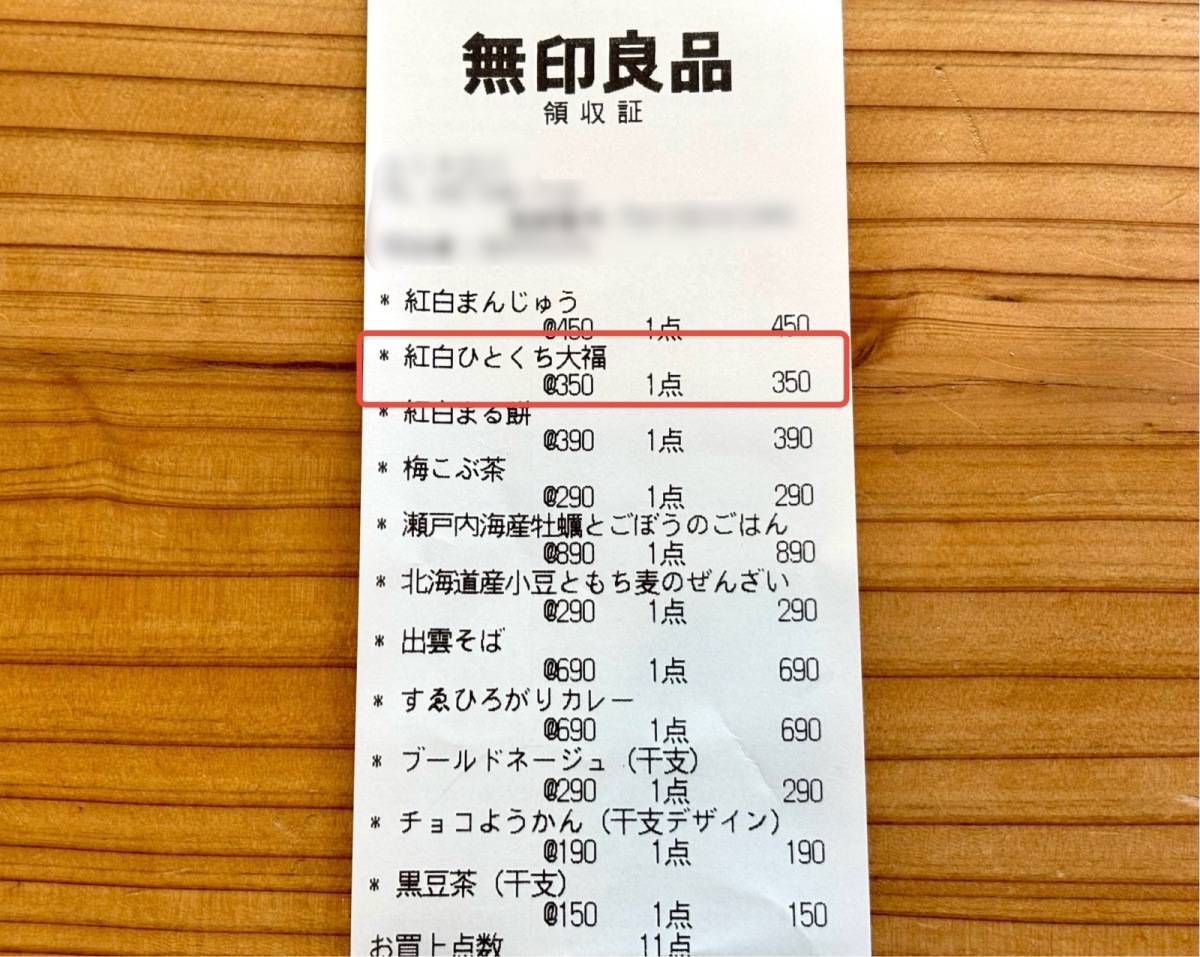 無印良品
領収証
* 紅白まんじゅう
@450 1点 450
* 紅白ひとくち大福
@350 1点 350
* 紅白まる餅
@390 1点 390
* 梅こぶ茶
@290 1点 290
* 瀬戸内海産牡蠣とごぼうのごはん
@890 1点 890
* 北海道産小豆ともち麦のぜんざい
@290 1点 290
* 出雲そば
@690 1点 690
* すゑひろがりカレー
@690 1点 690
* ブールドネージュ（干支）
@290 1点 290
* チョコようかん（干支デザイン）
@190 1点 190
* 黒豆茶（干支）
@150 1点 150
お買上点数 11点